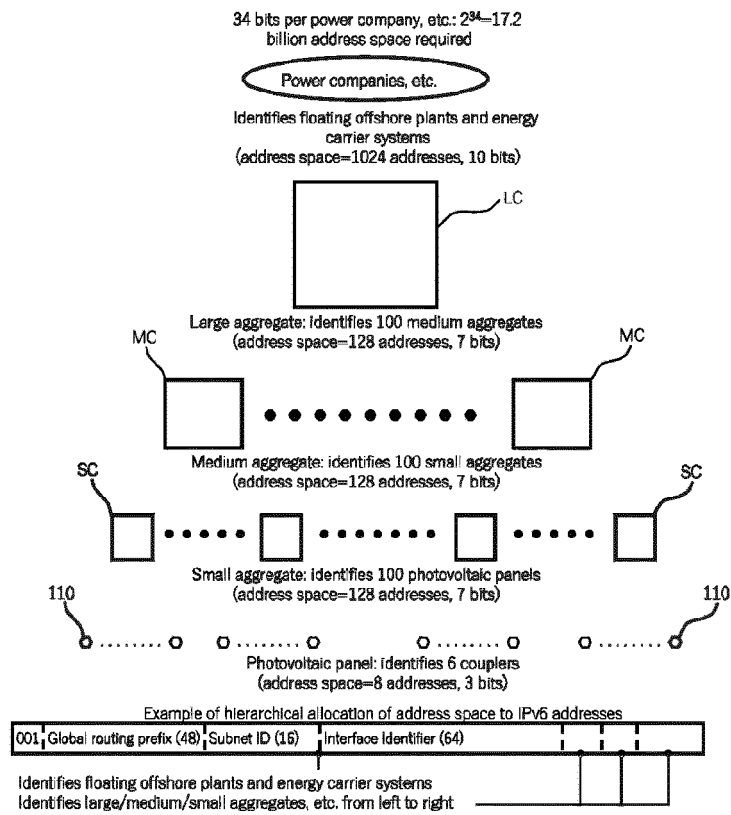 34 bits per power company, etc.: 2³⁴=17.2
billion address space required
Power companies, etc.
Identifies floating offshore plants and energy
carrier systems
(address space=1024 addresses, 10 bits)
LC
Large aggregate: identifies 100 medium aggregates
(address space=128 addresses, 7 bits)
MC
MC
Medium aggregate: identifies 100 small aggregates
(address space=128 addresses, 7 bits)
SC
SC
Small aggregate: identifies 100 photovoltaic panels
(address space=128 addresses, 7 bits)
110
110
Photovoltaic panel: identifies 6 couplers
(address space=8 addresses, 3 bits)
Example of hierarchical allocation of address space to IPv6 addresses
001 Global routing prefix (48) Subnet ID (16) Interface Identifier (64)
Identifies floating offshore plants and energy carrier systems
Identifies large/medium/small aggregates, etc. from left to right